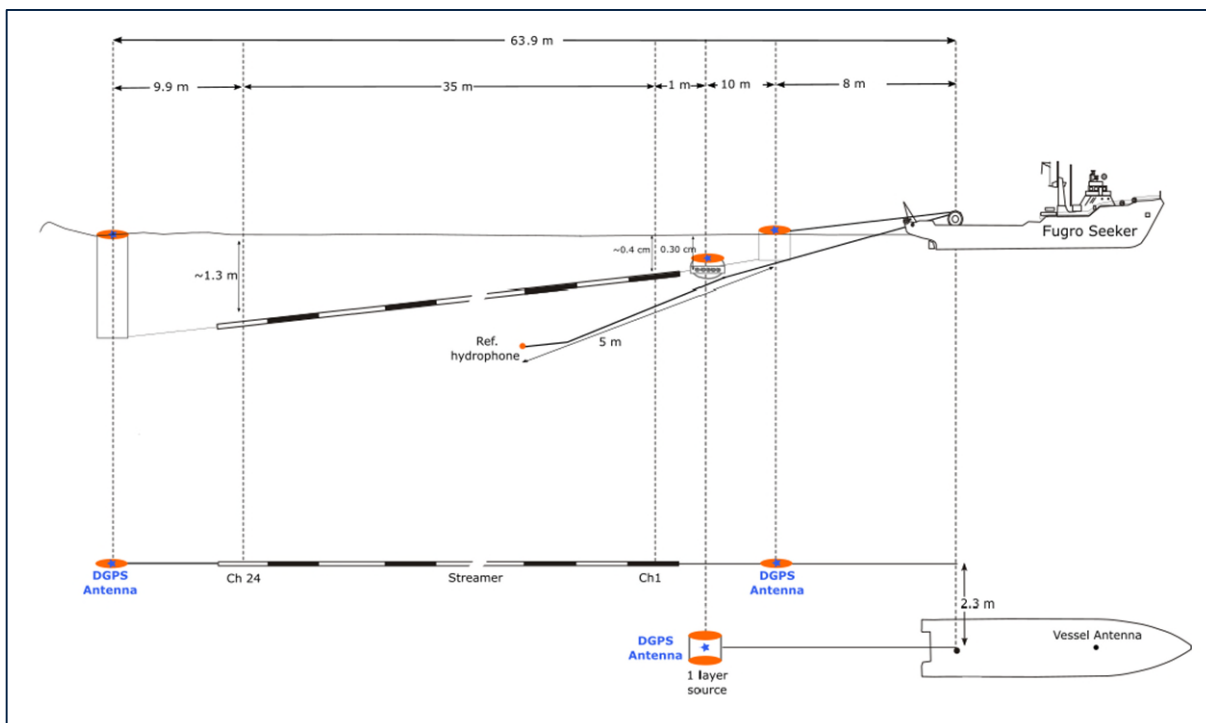 63.9 m
9.9 m
35 m
1 m
10 m
8 m
Fugro Seeker
~0.4 cm
0.30 cm
~1.3 m
Ref.
hydrophone
5 m
DGPS
Antenna
Ch 24
Streamer
Ch1
DGPS
Antenna
2.3 m
DGPS
Antenna
Vessel Antenna
1 layer
source